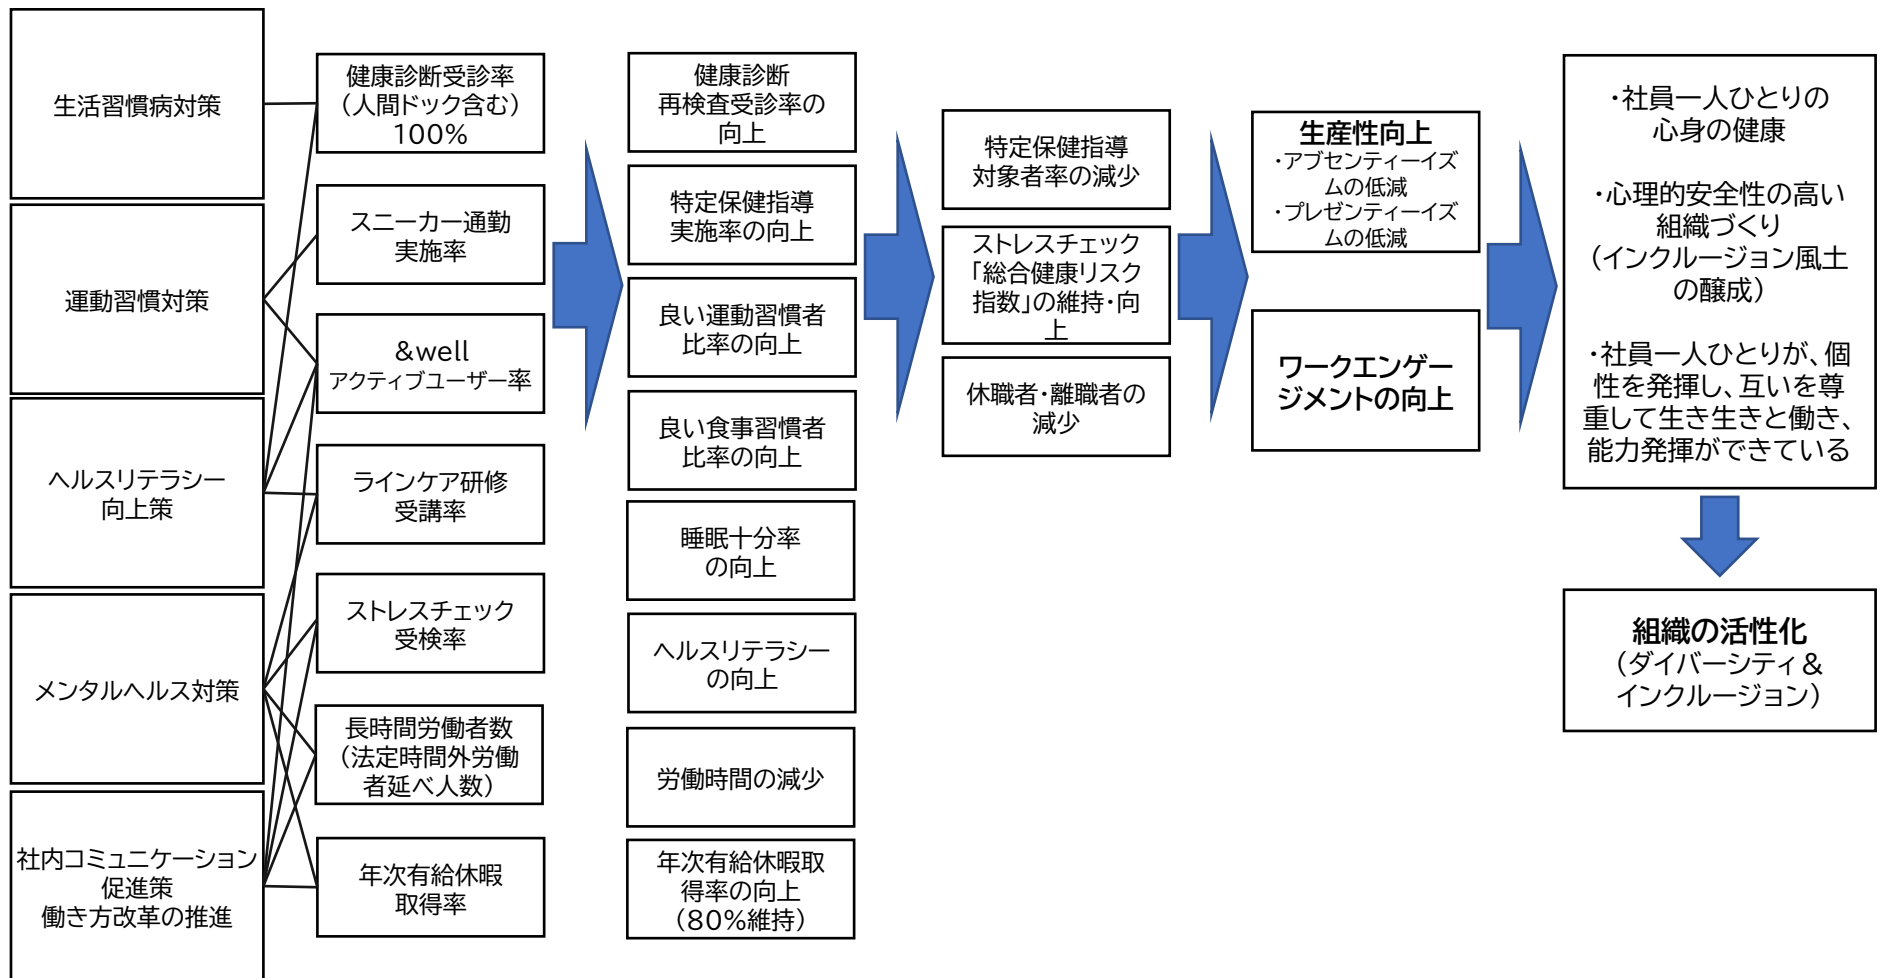 生活習慣病対策
運動習慣対策
ヘルスリテラシー
向上策
メンタルヘルス対策
社内コミュニケーション
促進策
働き方改革の推進
健康診断受診率
（人間ドック含む）
100%
スニーカー通勤
実施率
&well
アクティブユーザー率
ラインケア研修
受講率
ストレスチェック
受検率
長時間労働者数
（法定時間外労働
者延べ人数）
年次有給休暇
取得率
健康診断
再検査受診率の
向上
特定保健指導
実施率の向上
良い運動習慣者
比率の向上
良い食事習慣者
比率の向上
睡眠十分率
の向上
ヘルスリテラシー
の向上
労働時間の減少
年次有給休暇取
得率の向上
（80%維持）
特定保健指導
対象者率の減少
ストレスチェック
「総合健康リスク
指数」の維持・向
上
休職者・離職者の
減少
生産性向上
・アブセンティーイズ
ムの低減
・プレゼンティーイズ
ムの低減
ワークエンゲー
ジメントの向上
・社員一人ひとりの
心身の健康
・心理的安全性の高い
組織づくり
（インクルージョン風土
の醸成）
・社員一人ひとりが、個
性を発揮し、互いを尊
重して生き生きと働き、
能力発揮ができている
組織の活性化
（ダイバーシティ＆
インクルージョン）